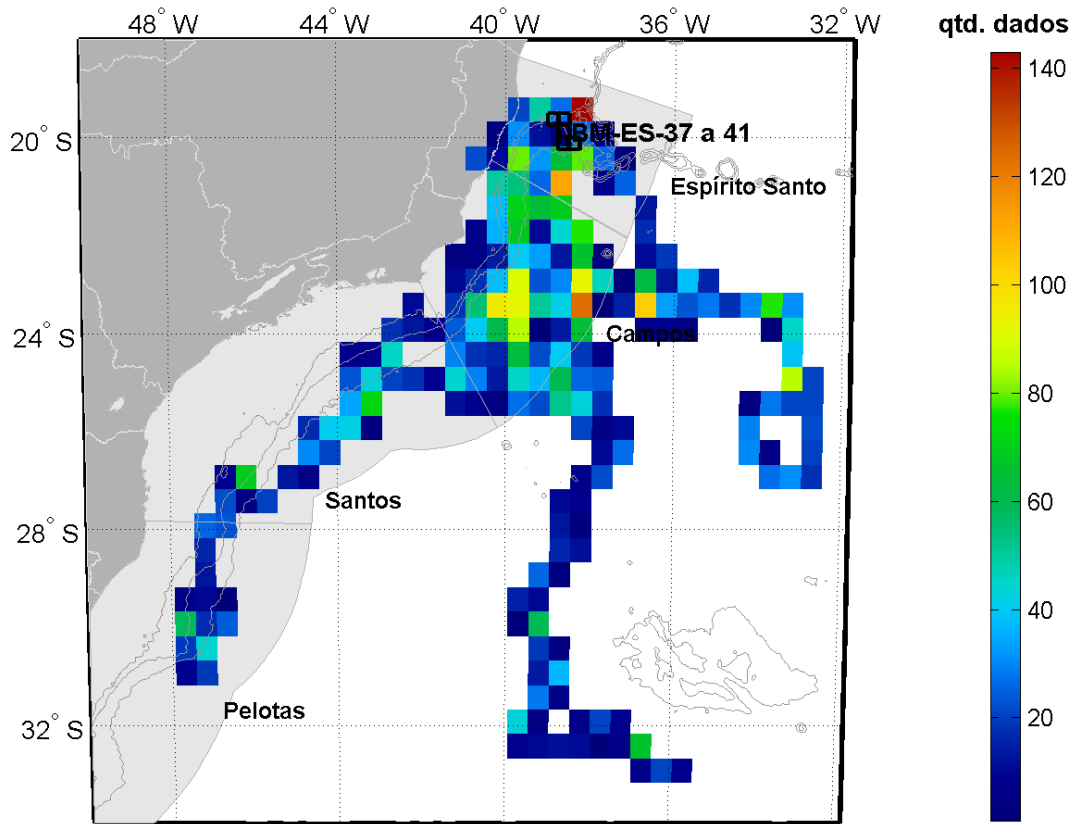 48° W 44° W 40° W 36° W 32° W
qtd. dados
140
20° S
BM-ES-37 a 41
120
Espírito Santo
100
24° S
Campos
80
Santos
60
28° S
40
Pelotas
32° S
20